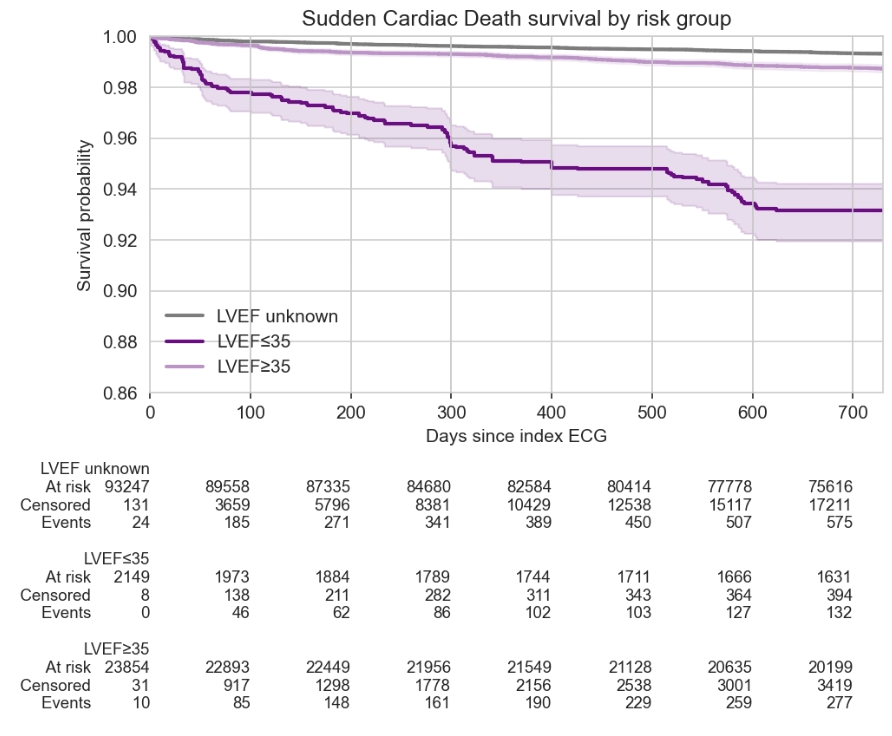 Sudden Cardiac Death survival by risk group
1.00
0.98
0.96
0.94
0.92
0.90
0.88
0.86
Survival probability
LVEF unknown
LVEF≤35
LVEF≥35
0 100 200 300 400 500 600 700
Days since index ECG
LVEF unknown
At risk 93247 89558 87335 84680 82584 80414 77778 75616
Censored 131 3659 5796 8381 10429 12538 15117 17211
Events 24 185 271 341 389 450 507 575
LVEF≤35
At risk 2149 1973 1884 1789 1744 1711 1666 1631
Censored 8 138 211 282 311 343 364 394
Events 0 46 62 86 102 103 127 132
LVEF≥35
At risk 23854 22893 22449 21956 21549 21128 20635 20199
Censored 31 917 1298 1778 2156 2538 3001 3419
Events 10 85 148 161 190 229 259 277